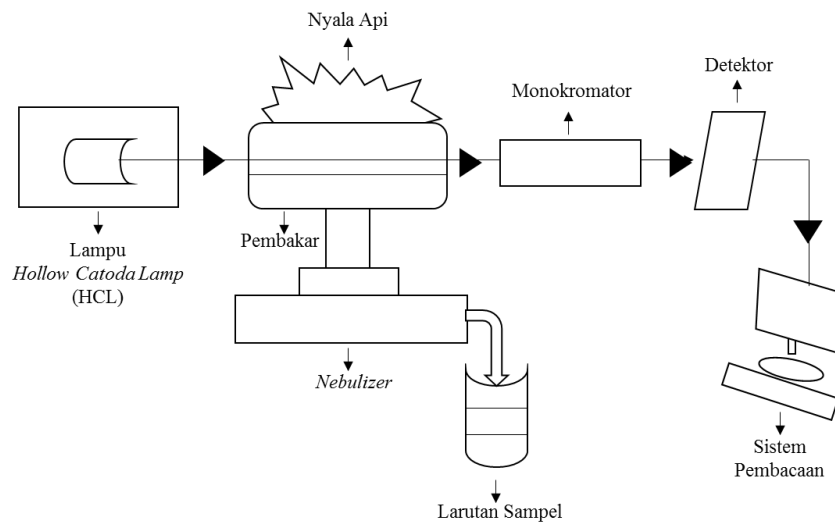 Nyala Api
Detektor
Monokromator
Pembakar
Lampu
Hollow Catoda Lamp
(HCL)
Nebulizer
Sistem
Pembacaan
Larutan Sampel